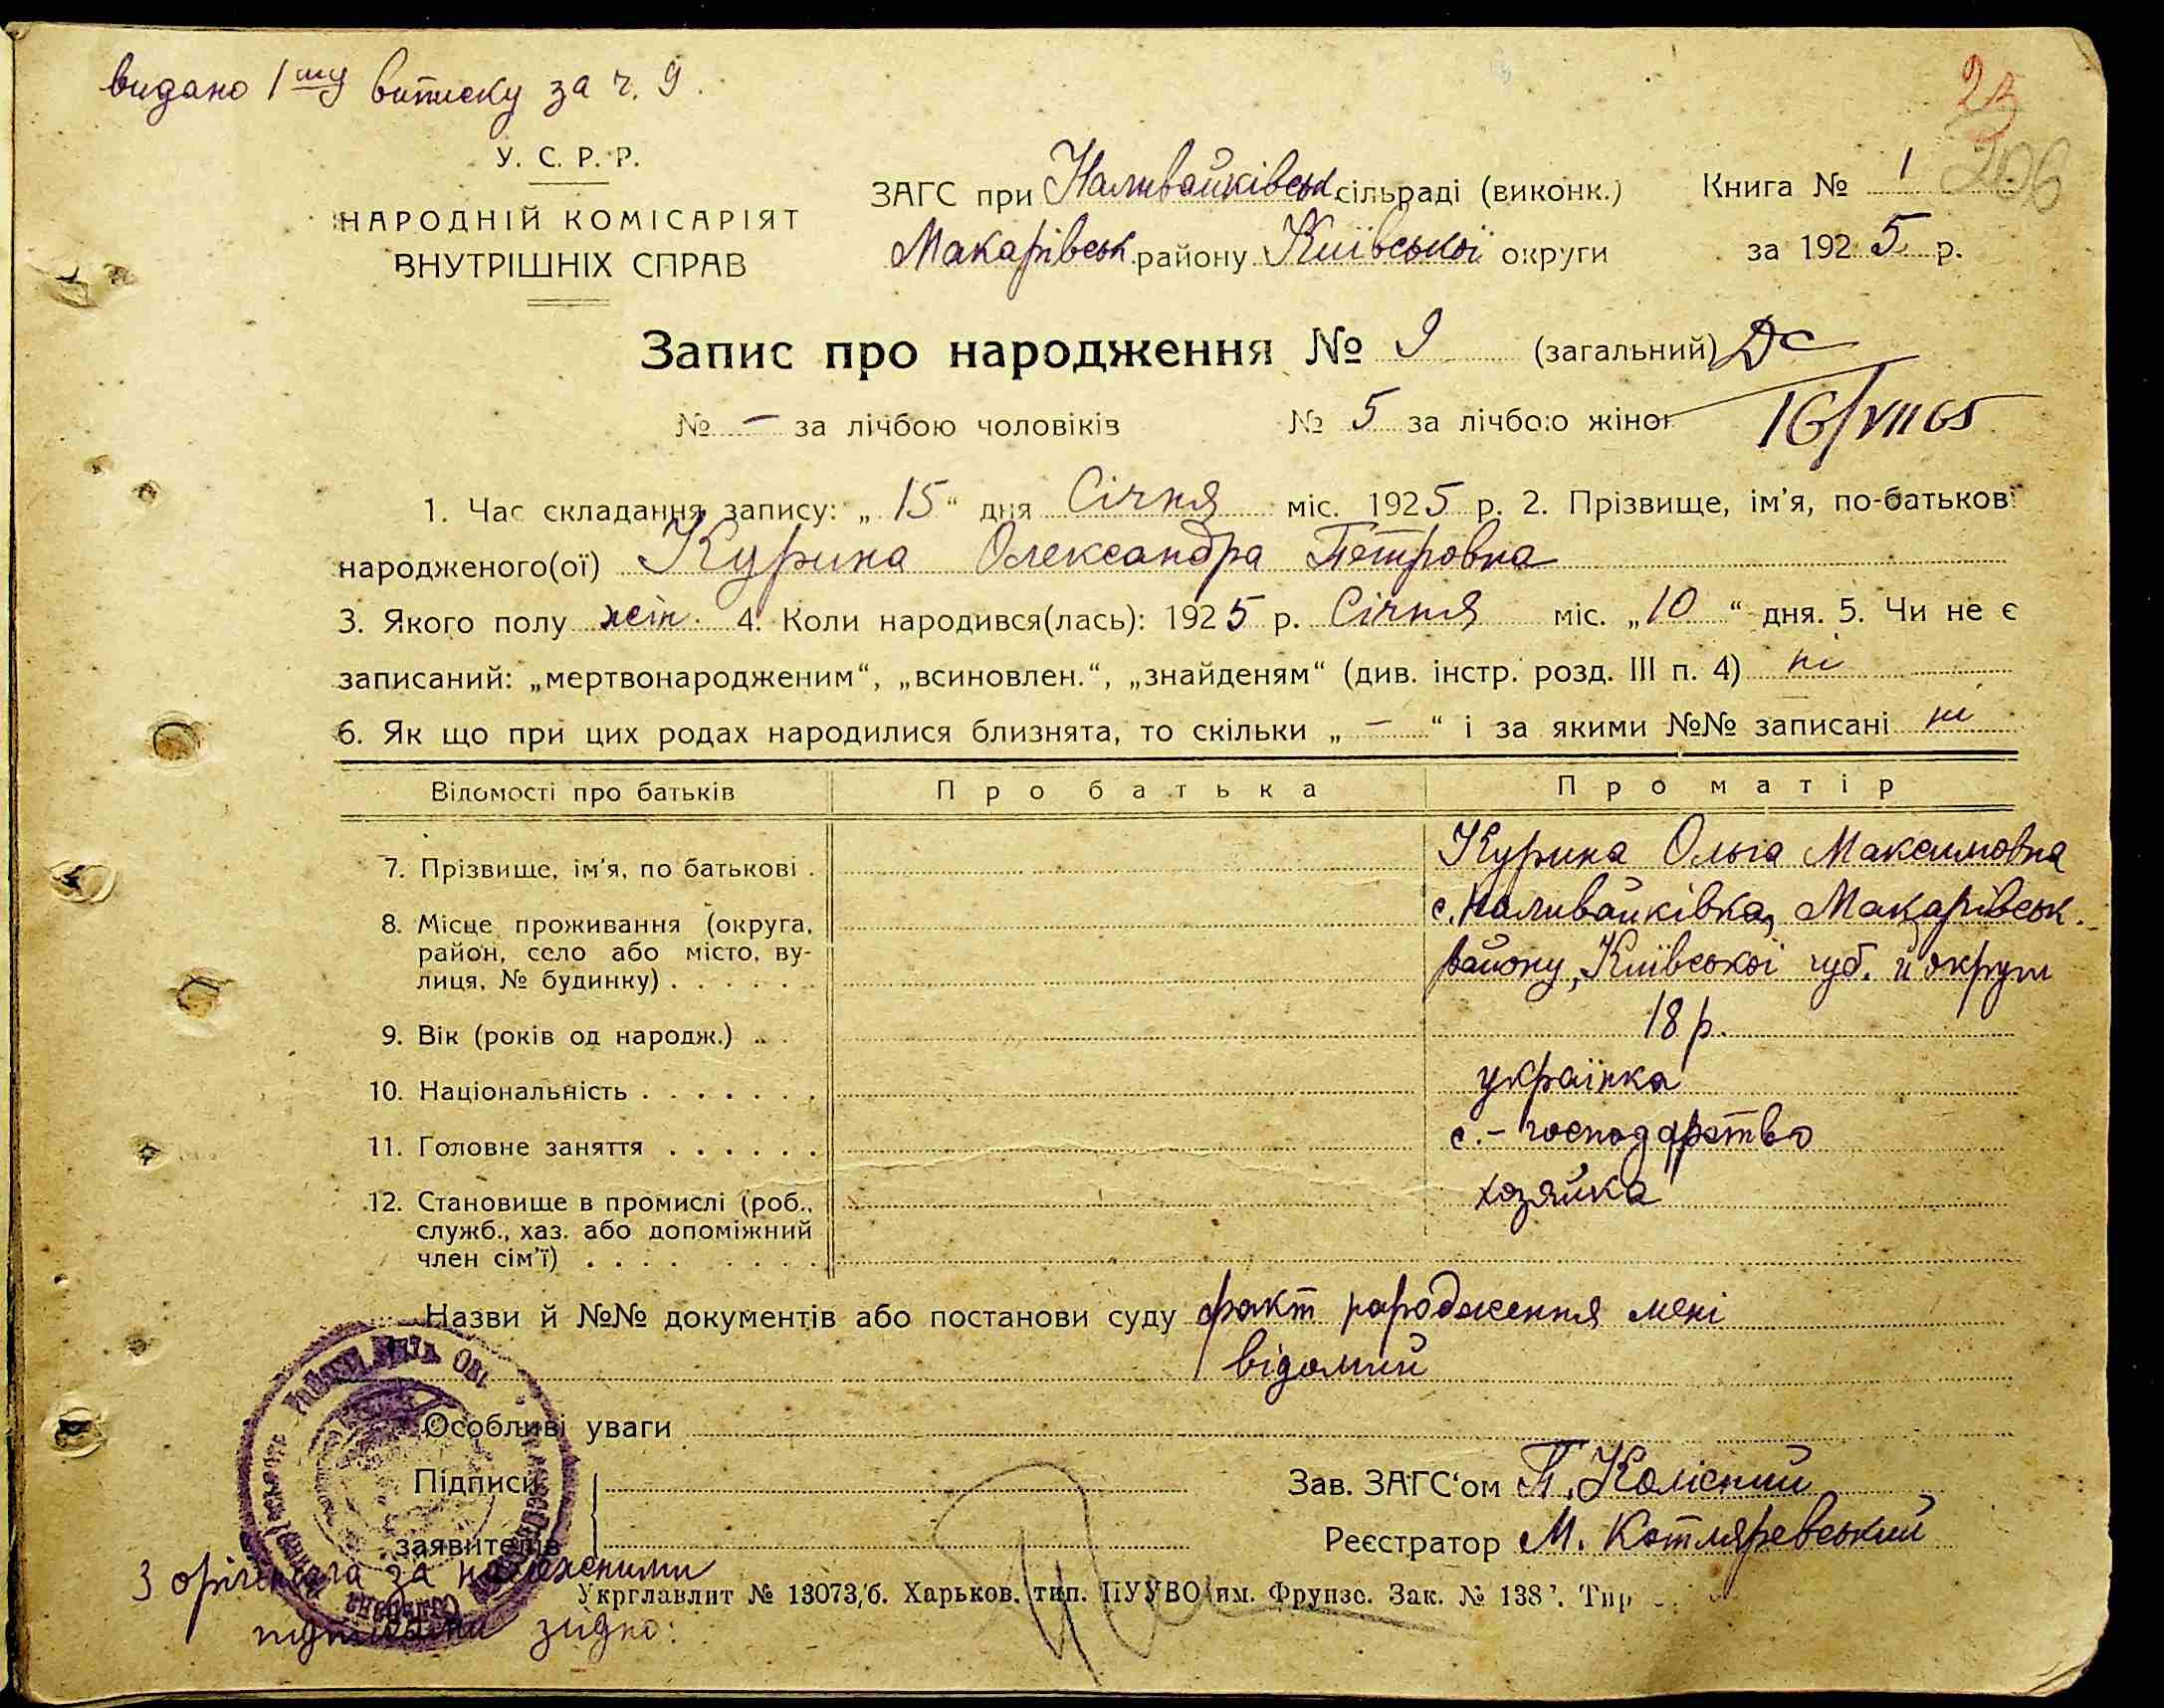 видано 1шу виписку за ч. 9.
23
206
У. С. Р. Р.
НАРОДНІЙ КОМІСАРІЯТ
ВНУТРІШНІХ СПРАВ
ЗАГС при Наливайківськ. сільраді (виконк.)
Макарівськ. району Київської округи
Книга № 1
за 1925 р.
Запис про народження № 9 (загальний)
№ – за лічбою чоловіків № 5 за лічбою жінок
16/VII 65
1. Час складання запису: „15“ дня Січня міс. 1925 р. 2. Прізвище, ім'я, по-батькові
народженого(ої) Курина Олександра Петровна
3. Якого полу жін. 4. Коли народився(лась): 1925 р. Січня міс. „10“ дня. 5. Чи не є
записаний: „мертвонародженим“, „всиновлен.“, „знайденям“ (див. інстр. розд. III п. 4) ні
6. Як що при цих родах народилися близнята, то скільки „–“ і за якими №№ записані ні
Відомості про батьків Про батька Про матір
7. Прізвище, ім'я, по батькові . Курина Ольга Максимовна
8. Місце проживання (округа, с. Наливайківка, Макарівськ.
район, село або місто, ву- району, Київської губ. й округи
лиця, № будинку) . . . . . .
9. Вік (років од народж.) . . 18 р.
10. Національність . . . . . . . українка
11. Головне заняття . . . . . . с.-господарство
12. Становище в промислі (роб., хозяйка
служб., хаз. або допоміжний
член сім'ї) . . . . . . . .
Назви й №№ документів або постанови суду факт народження мені
відомий
Особливі уваги
Підписи
заявителів
Зав. ЗАГС'ом П. Колісний
Реєстратор М. Котляревський
З орігинала за належними
підписами згідно:
Укрглавлит № 13073/б. Харьков. тип. ПУУВО им. Фрунзе. Зак. № 138